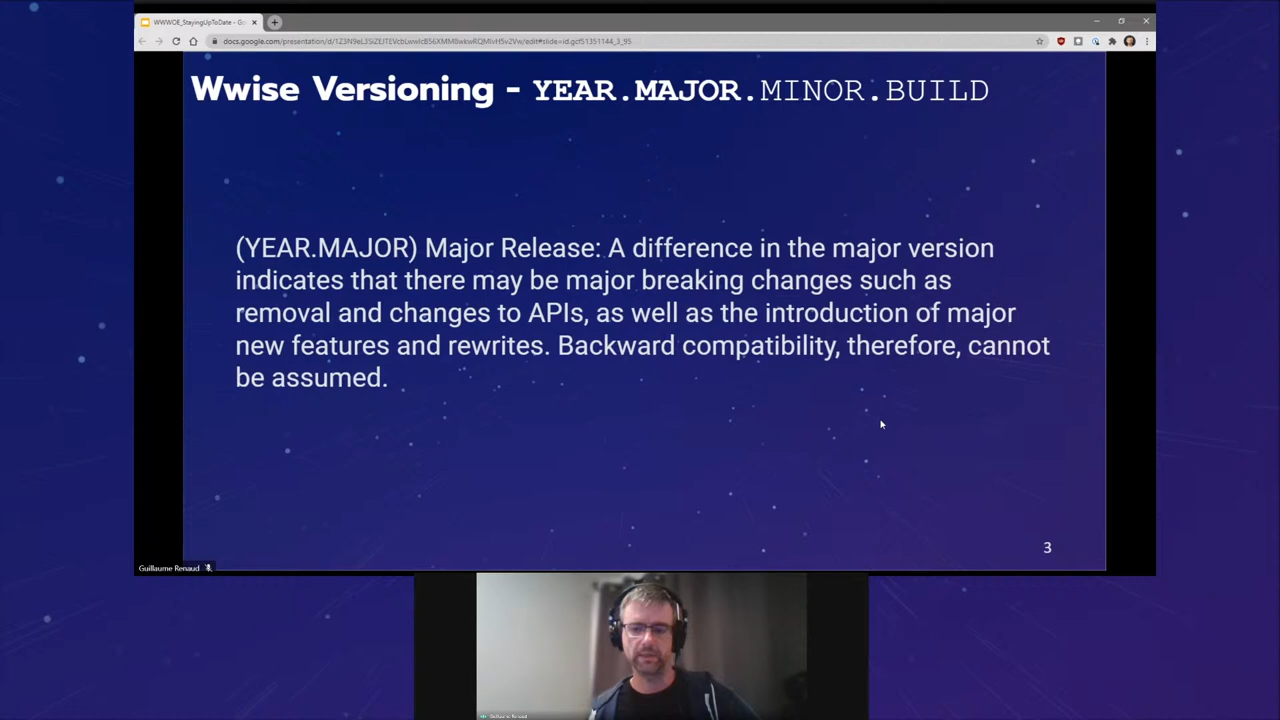 WWWOE_StayingUpToDate - Go
Wwise Versioning - YEAR.MAJOR.MINOR.BUILD
(YEAR.MAJOR) Major Release: A difference in the major version
indicates that there may be major breaking changes such as
removal and changes to APIs, as well as the introduction of major
new features and rewrites. Backward compatibility, therefore, cannot
be assumed.
3
Guillaume Renaud